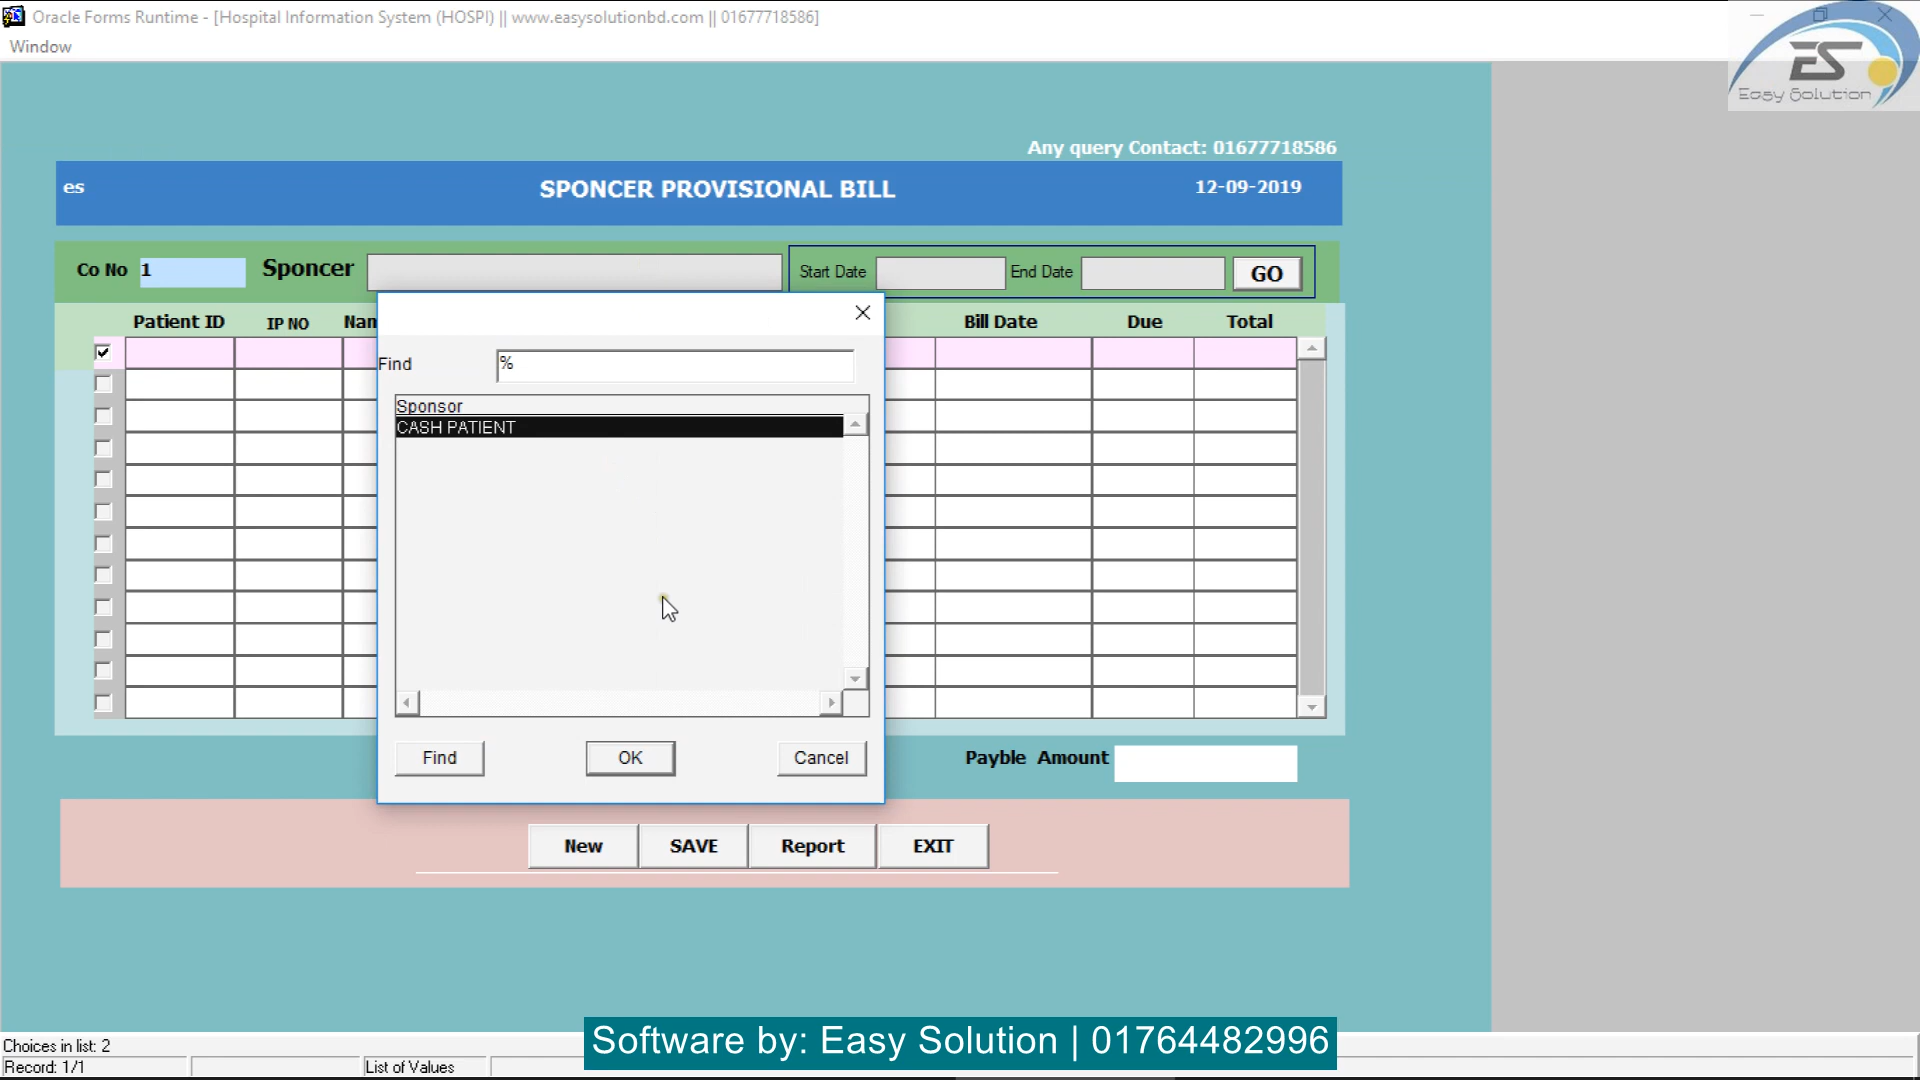 Oracle Forms Runtime - [Hospital Information System (HOSPI) || www.easysolutionbd.com || 01677718586]
Window
ES
Easy Solution
Any query Contact: 01677718586
es SPONCER PROVISIONAL BILL 12-09-2019
Co No 1 Sponcer Start Date End Date GO
Patient ID IP NO Nam Bill Date Due Total
Find %
Sponsor
CASH PATIENT
Find OK Cancel
Payble Amount
New SAVE Report EXIT
Software by: Easy Solution | 01764482996
Choices in list: 2
Record: 1/1 List of Values